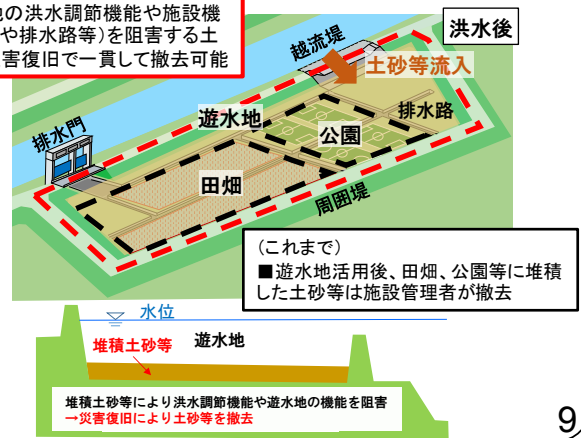 地の洪水調節機能や施設機
や排水路等)を阻害する土
災害復旧で一貫して撤去可能
洪水後
越流堤
土砂等流入
排水路
遊水地
公園
排水門
田畑
周囲堤
(これまで)
■遊水地活用後、田畑、公園等に堆積
した土砂等は施設管理者が撤去
水位
堆積土砂等
遊水地
堆積土砂等により洪水調節機能や遊水地の機能を阻害
→災害復旧により土砂等を撤去
9